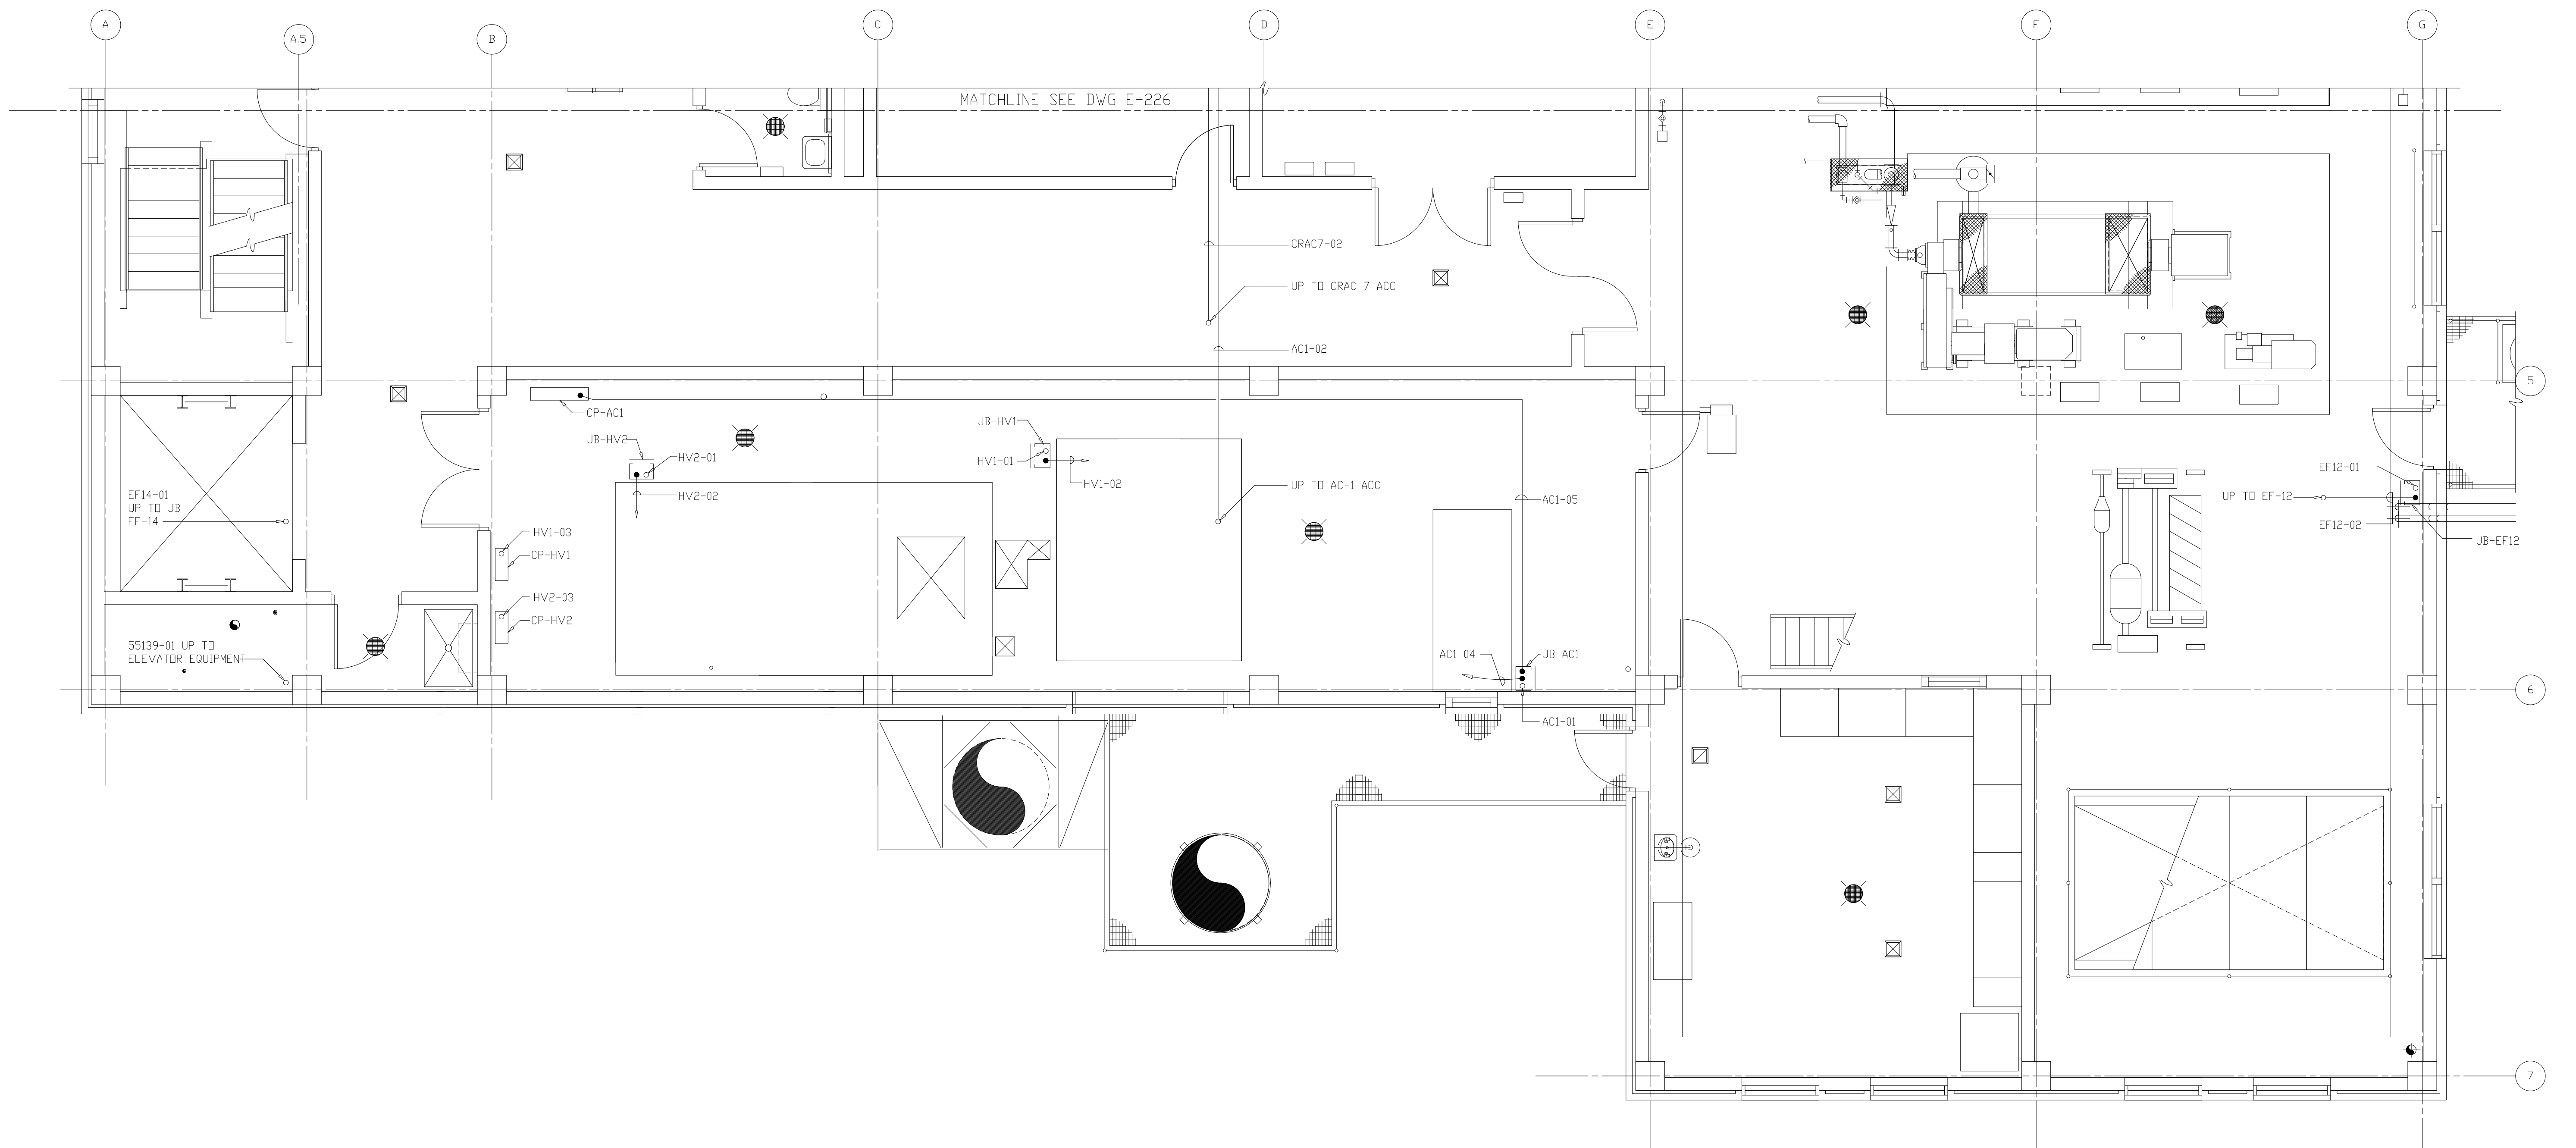 A
A.5
B
C
D
E
F
G
MATCHLINE SEE DWG E-226
CRAC7-02
UP TO CRAC 7 ACC
AC1-02
5
CP-AC1
JB-HV1
JB-HV2
HV2-01
HV1-01
EF12-01
HV1-02
EF14-01
UP TO JB
EF-14
HV2-02
UP TO AC-1 ACC
AC1-05
UP TO EF-12
EF12-02
HV1-03
CP-HV1
JB-EF12
HV2-03
CP-HV2
55139-01 UP TO
ELEVATOR EQUIPMENT
AC1-04
JB-AC1
6
AC1-01
7